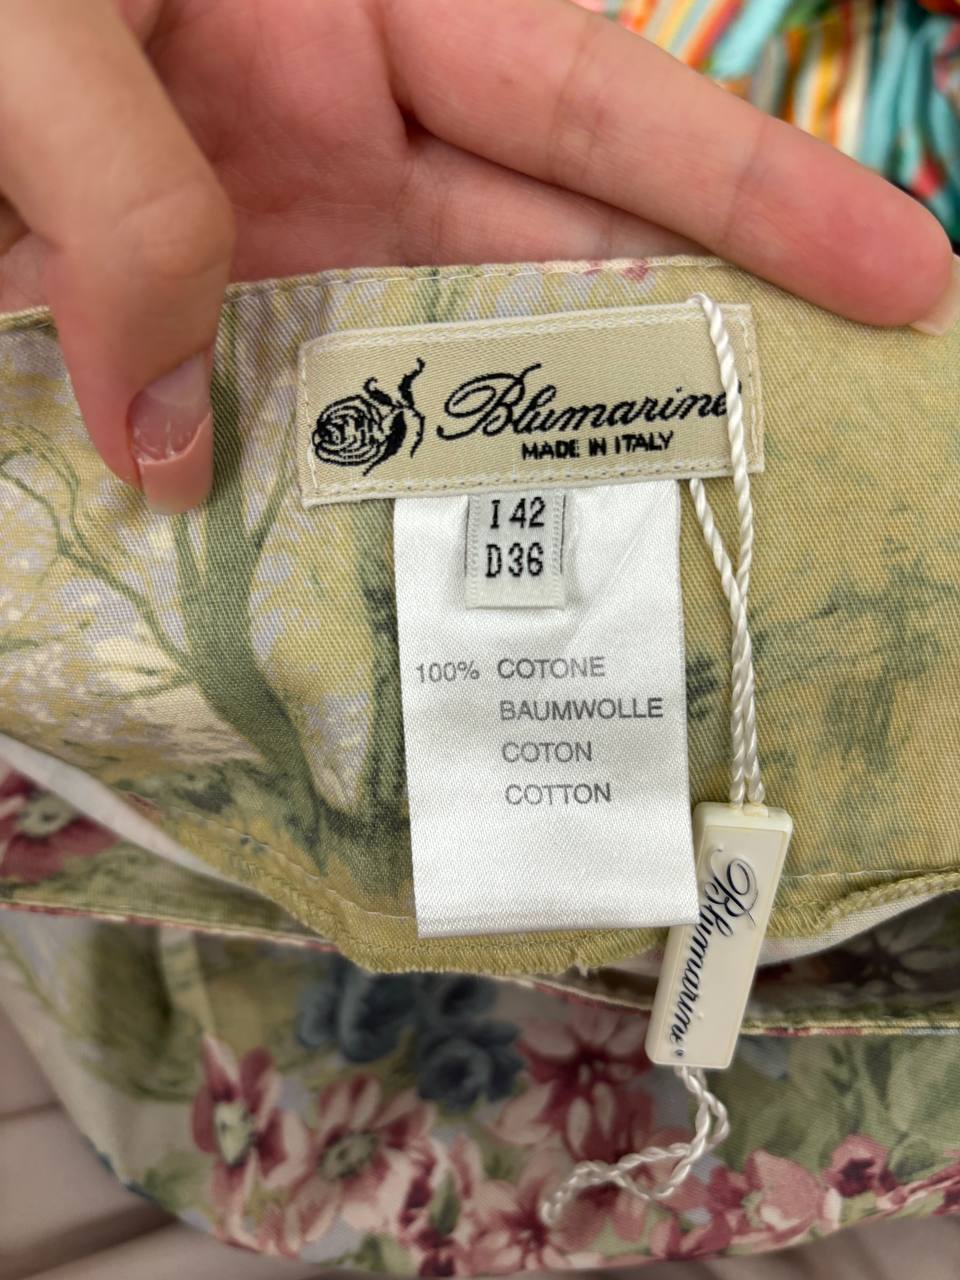 Blumarine
MADE IN ITALY
I 42
D 36
100% COTONE
BAUMWOLLE
COTON
COTTON
Blumarine